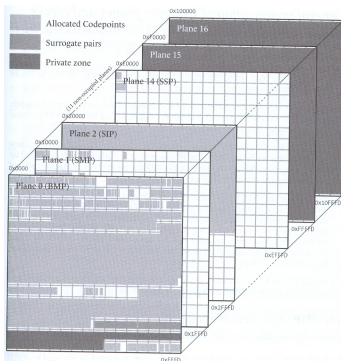 Allocated Codepoints
Surrogate pairs
Private zone
0x100000
Plane 16
0xF0000
Plane 15
0xE0000
Plane 14 (SSP)
(11 non-occupied planes)
0x20000
Plane 2 (SIP)
0x10000
Plane 1 (SMP)
0x0000
Plane 0 (BMP)
0x10FFFD
0xFFFFD
0xEFFFD
0x2FFFD
0x1FFFD
0xFFFD